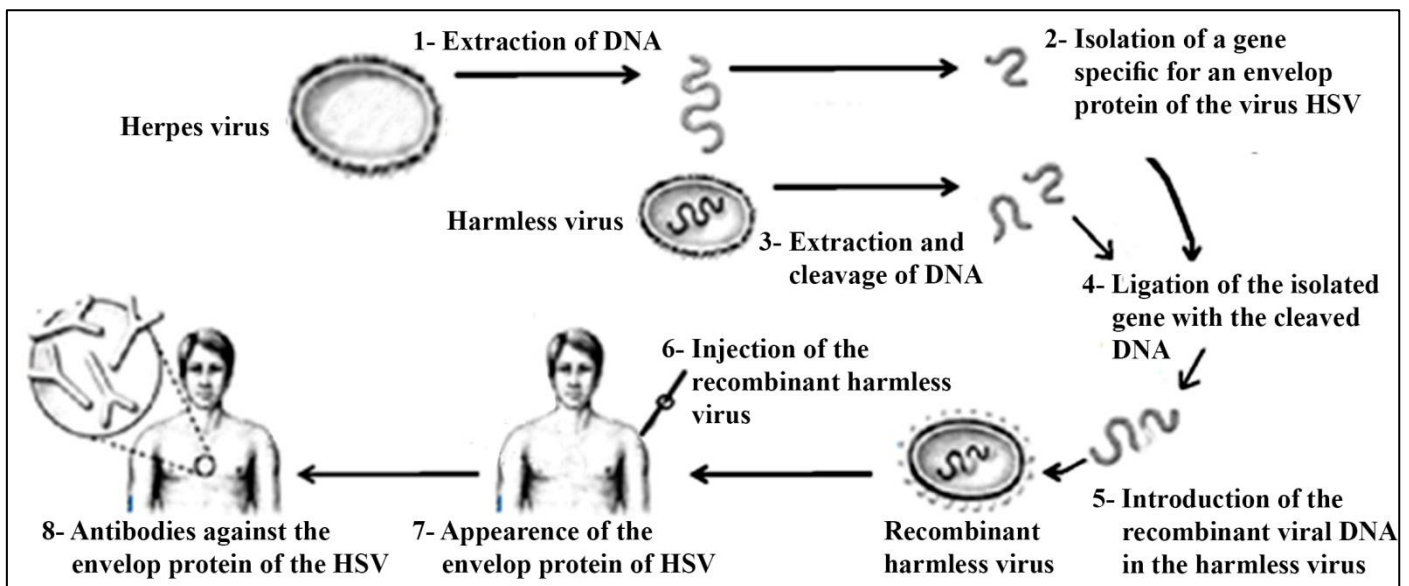 1- Extraction of DNA
2- Isolation of a gene
specific for an envelop
protein of the virus HSV
Herpes virus
Harmless virus
3- Extraction and
cleavage of DNA
4- Ligation of the isolated
gene with the cleaved
DNA
5- Introduction of the
recombinant viral DNA
in the harmless virus
Recombinant
harmless virus
6- Injection of the
recombinant harmless
virus
7- Appearence of the
envelop protein of HSV
8- Antibodies against the
envelop protein of the HSV